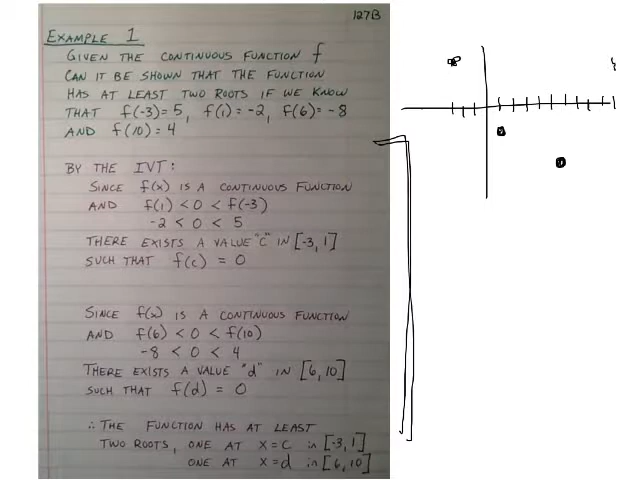 127B
EXAMPLE 1
GIVEN THE CONTINUOUS FUNCTION f
CAN IT BE SHOWN THAT THE FUNCTION
HAS AT LEAST TWO ROOTS IF WE KNOW
THAT f(-3)=5, f(1)=-2, f(6)=-8
AND f(10)=4
BY THE IVT:
SINCE f(x) IS A CONTINUOUS FUNCTION
AND f(1) < 0 < f(-3)
-2 < 0 < 5
THERE EXISTS A VALUE "C" IN [-3, 1]
SUCH THAT f(c) = 0
SINCE f(x) IS A CONTINUOUS FUNCTION
AND f(6) < 0 < f(10)
-8 < 0 < 4
THERE EXISTS A VALUE "d" IN [6, 10]
SUCH THAT f(d) = 0
∴ THE FUNCTION HAS AT LEAST
TWO ROOTS, ONE AT X=C in [-3, 1]
ONE AT X=d in [6, 10]